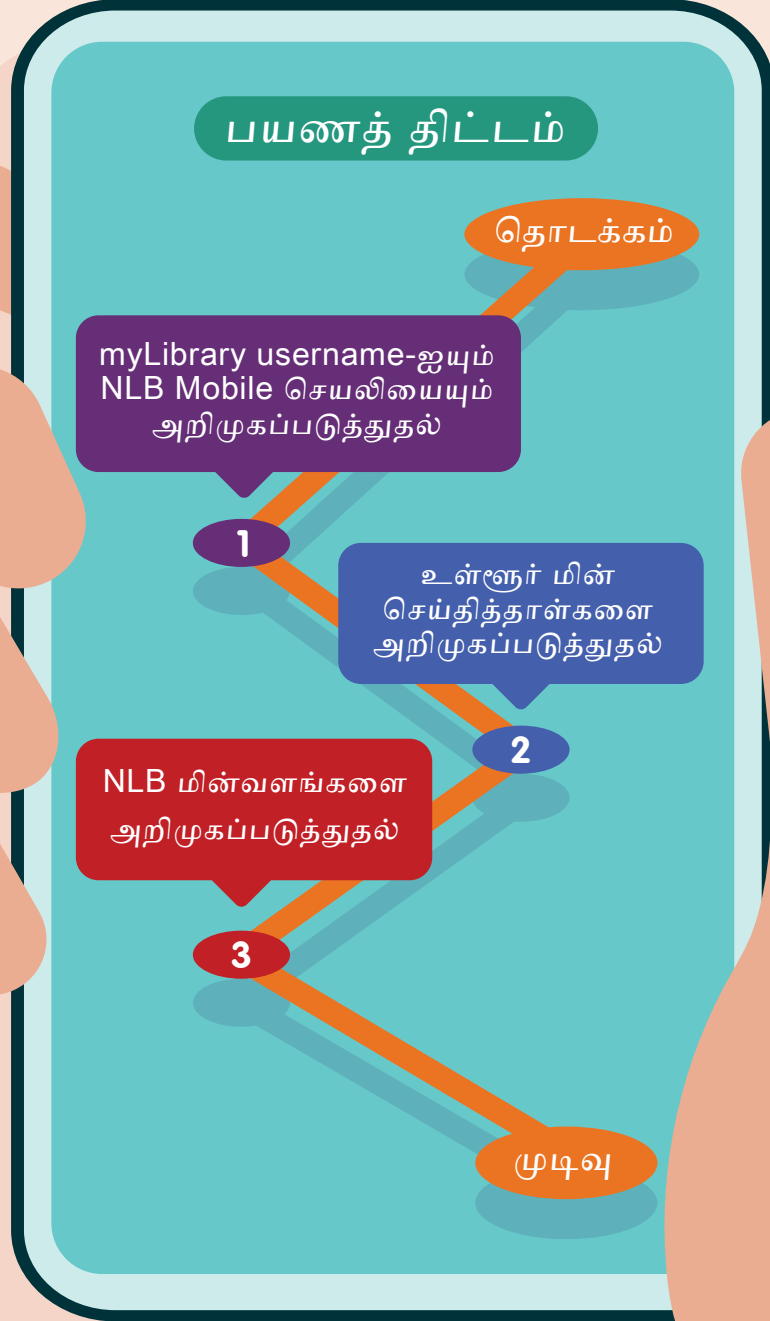 பயணத் திட்டம்
தொடக்கம்
myLibrary username-ஐயும்
NLB Mobile செயலியையும்
அறிமுகப்படுத்துதல்
1
உள்ளூர் மின்
செய்தித்தாள்களை
அறிமுகப்படுத்துதல்
2
NLB மின்வளங்களை
அறிமுகப்படுத்துதல்
3
முடிவு